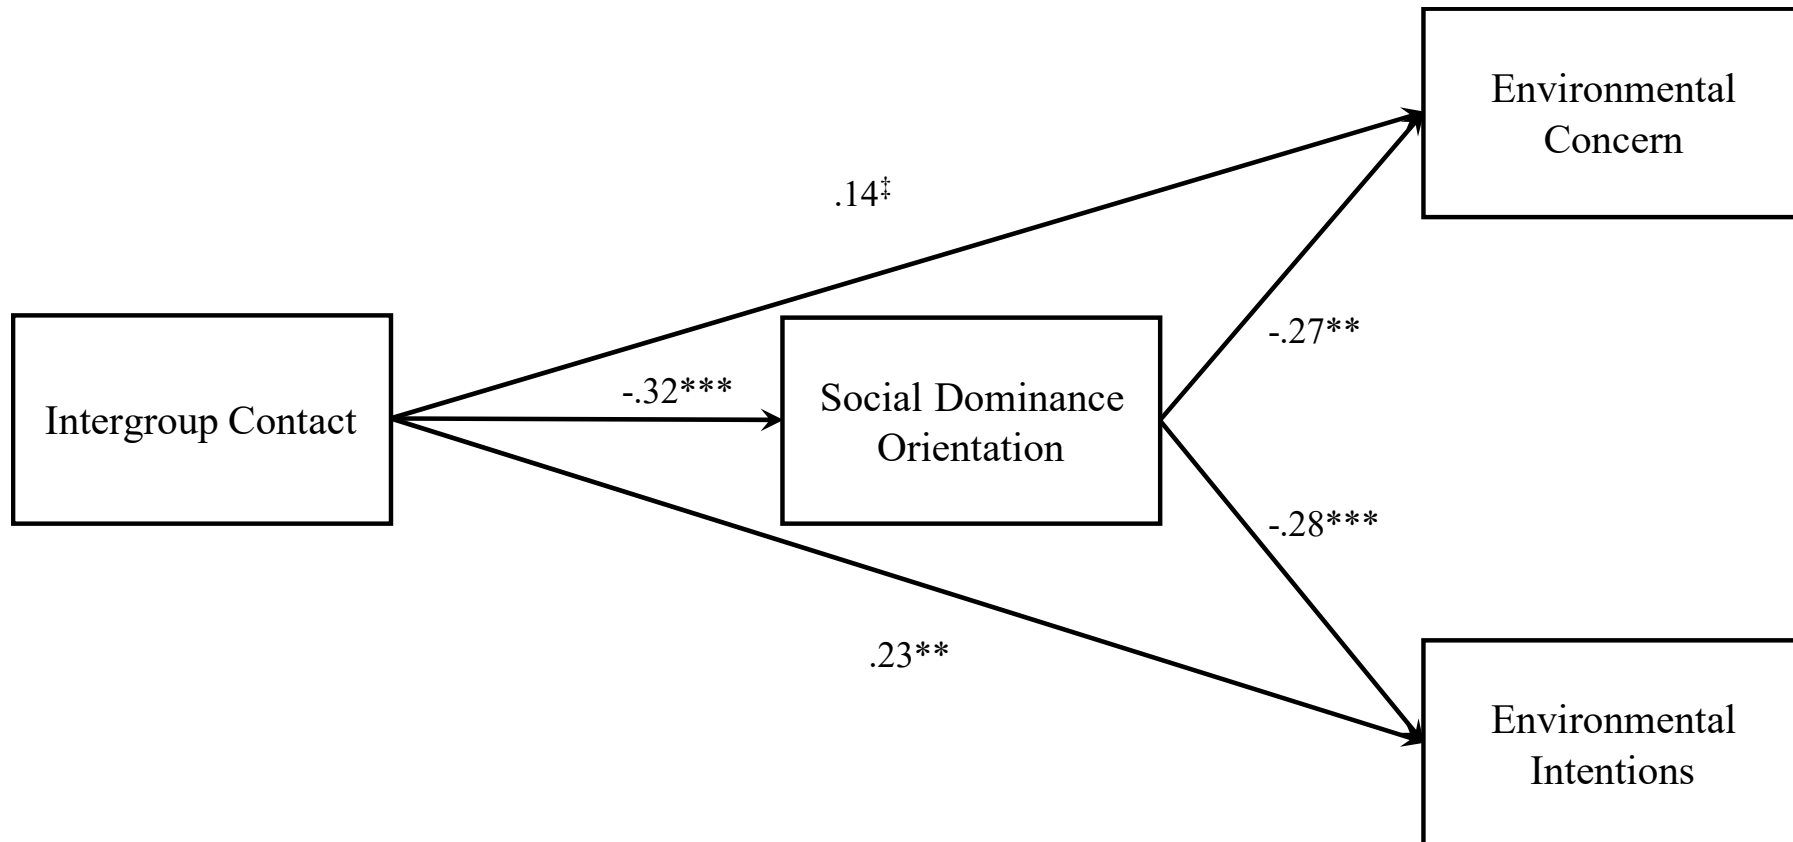 Environmental
Concern
.14‡
-.27**
-.32***
Intergroup Contact
Social Dominance
Orientation
-.28***
.23**
Environmental
Intentions